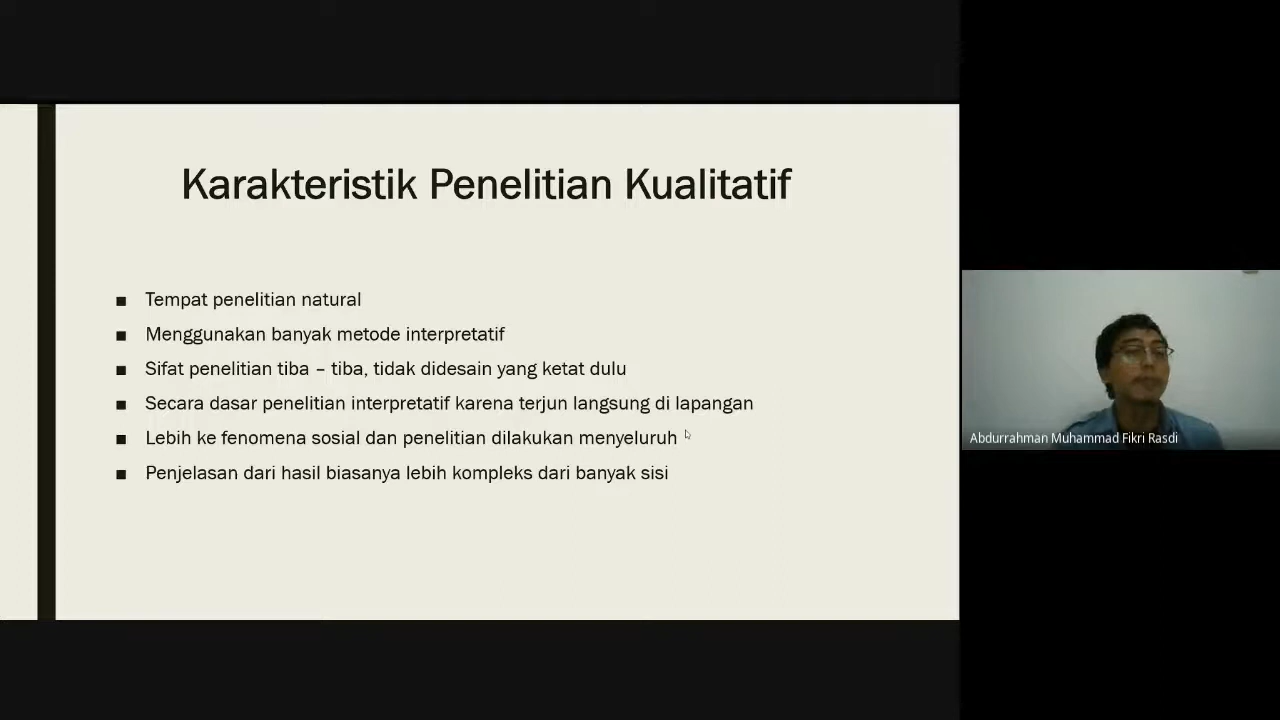 Karakteristik Penelitian Kualitatif
■ Tempat penelitian natural
■ Menggunakan banyak metode interpretatif
■ Sifat penelitian tiba – tiba, tidak didesain yang ketat dulu
■ Secara dasar penelitian interpretatif karena terjun langsung di lapangan
■ Lebih ke fenomena sosial dan penelitian dilakukan menyeluruh
■ Penjelasan dari hasil biasanya lebih kompleks dari banyak sisi
Abdurrahman Muhammad Fikri Rasdi